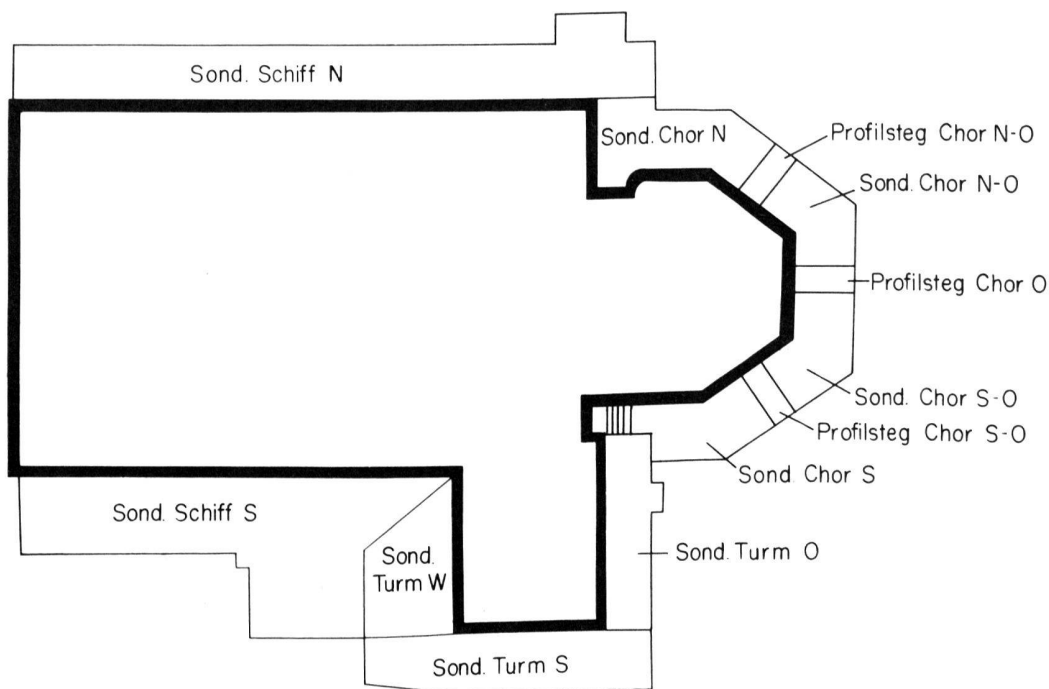 Sond. Schiff N
Sond. Chor N
Profilsteg Chor N-O
Sond. Chor N-O
Profilsteg Chor O
Sond. Chor S-O
Profilsteg Chor S-O
Sond. Chor S
Sond. Schiff S
Sond.
Turm W
Sond. Turm O
Sond. Turm S